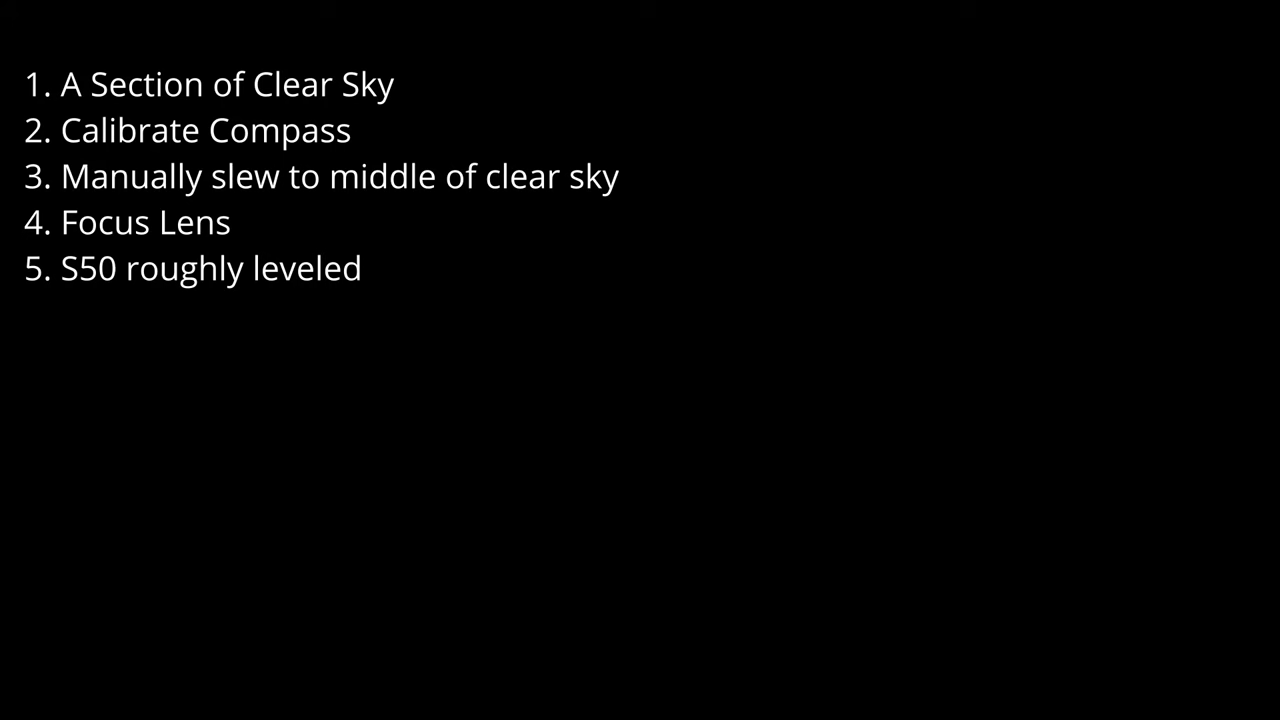 1. A Section of Clear Sky
2. Calibrate Compass
3. Manually slew to middle of clear sky
4. Focus Lens
5. S50 roughly leveled